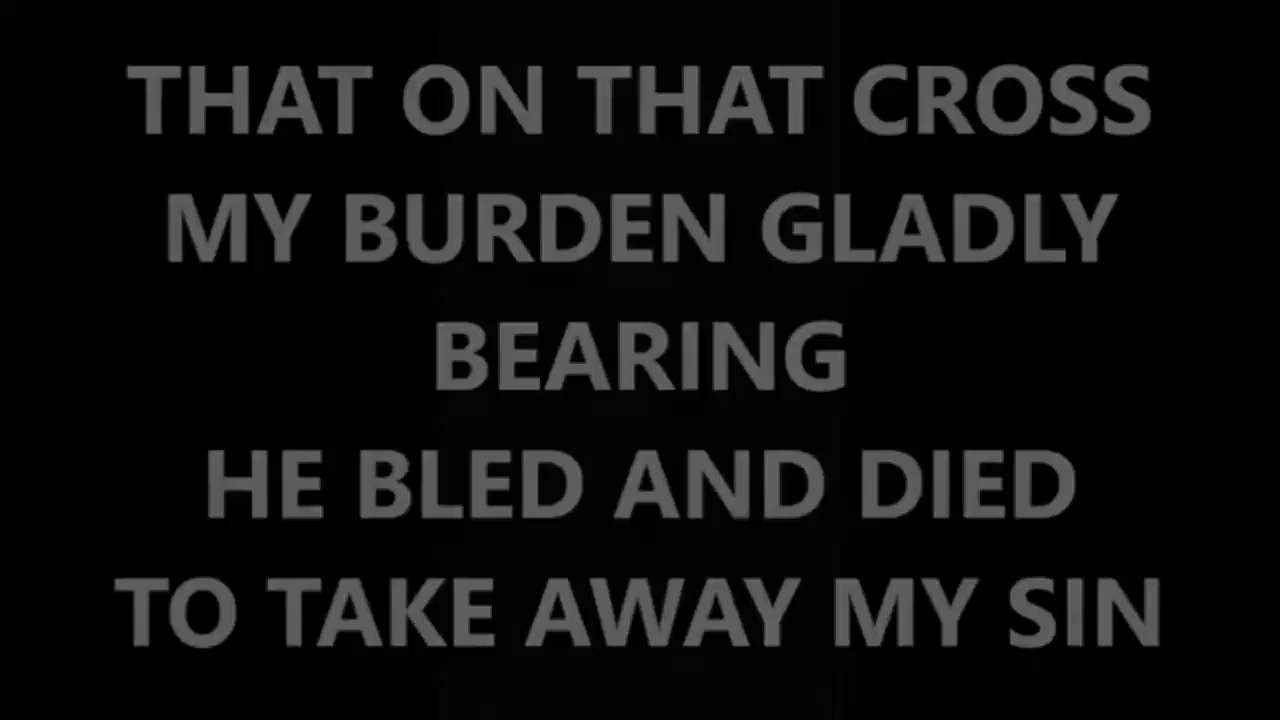 THAT ON THAT CROSS
MY BURDEN GLADLY
BEARING
HE BLED AND DIED
TO TAKE AWAY MY SIN